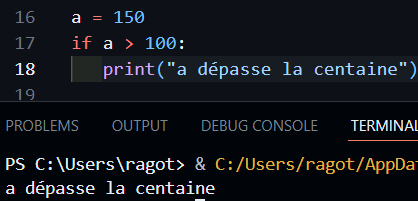 16 a = 150
17 if a > 100:
18 print("a dépasse la centaine")
19
PROBLEMS OUTPUT DEBUG CONSOLE TERMINAL
PS C:\Users\ragot> & C:/Users/ragot/AppDat
a dépasse la centaine